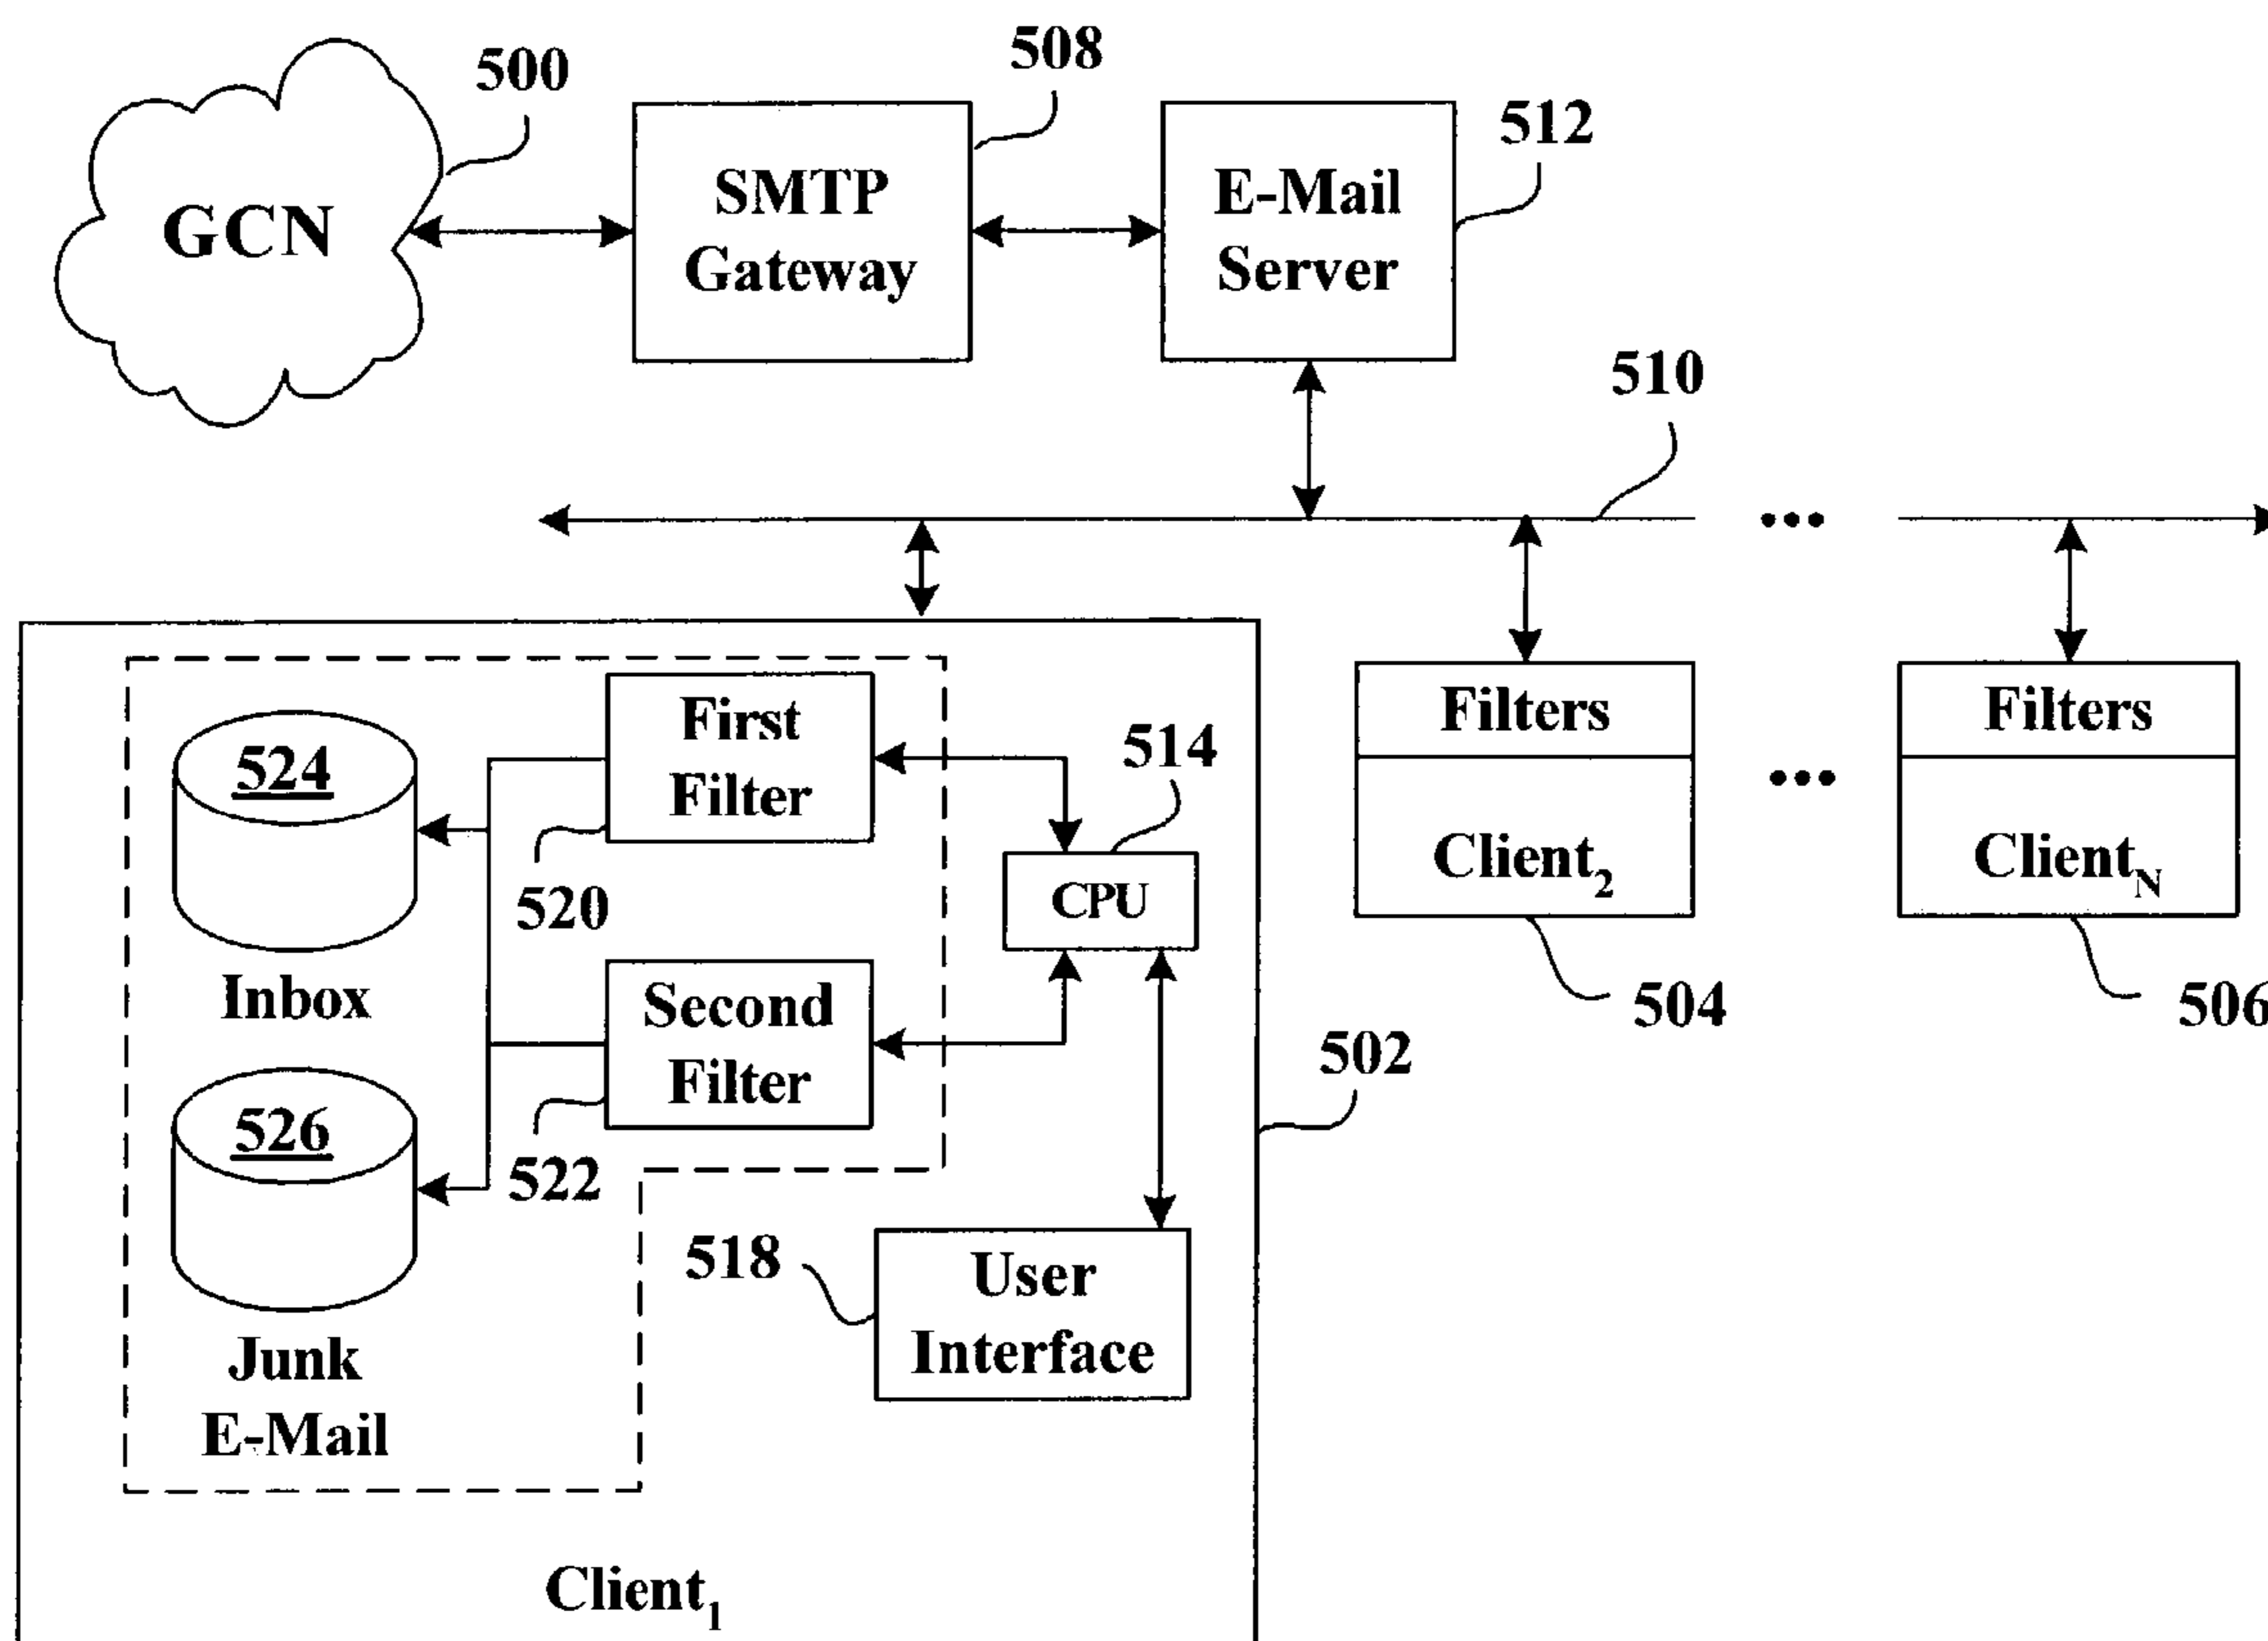 500
508
512
GCN
SMTP
Gateway
E-Mail
Server
510
...
First
Filter
524
520
Inbox
514
CPU
Filters
Client2
...
Filters
ClientN
504
506
Second
Filter
522
526
502
Junk
E-Mail
518
User
Interface
Client1